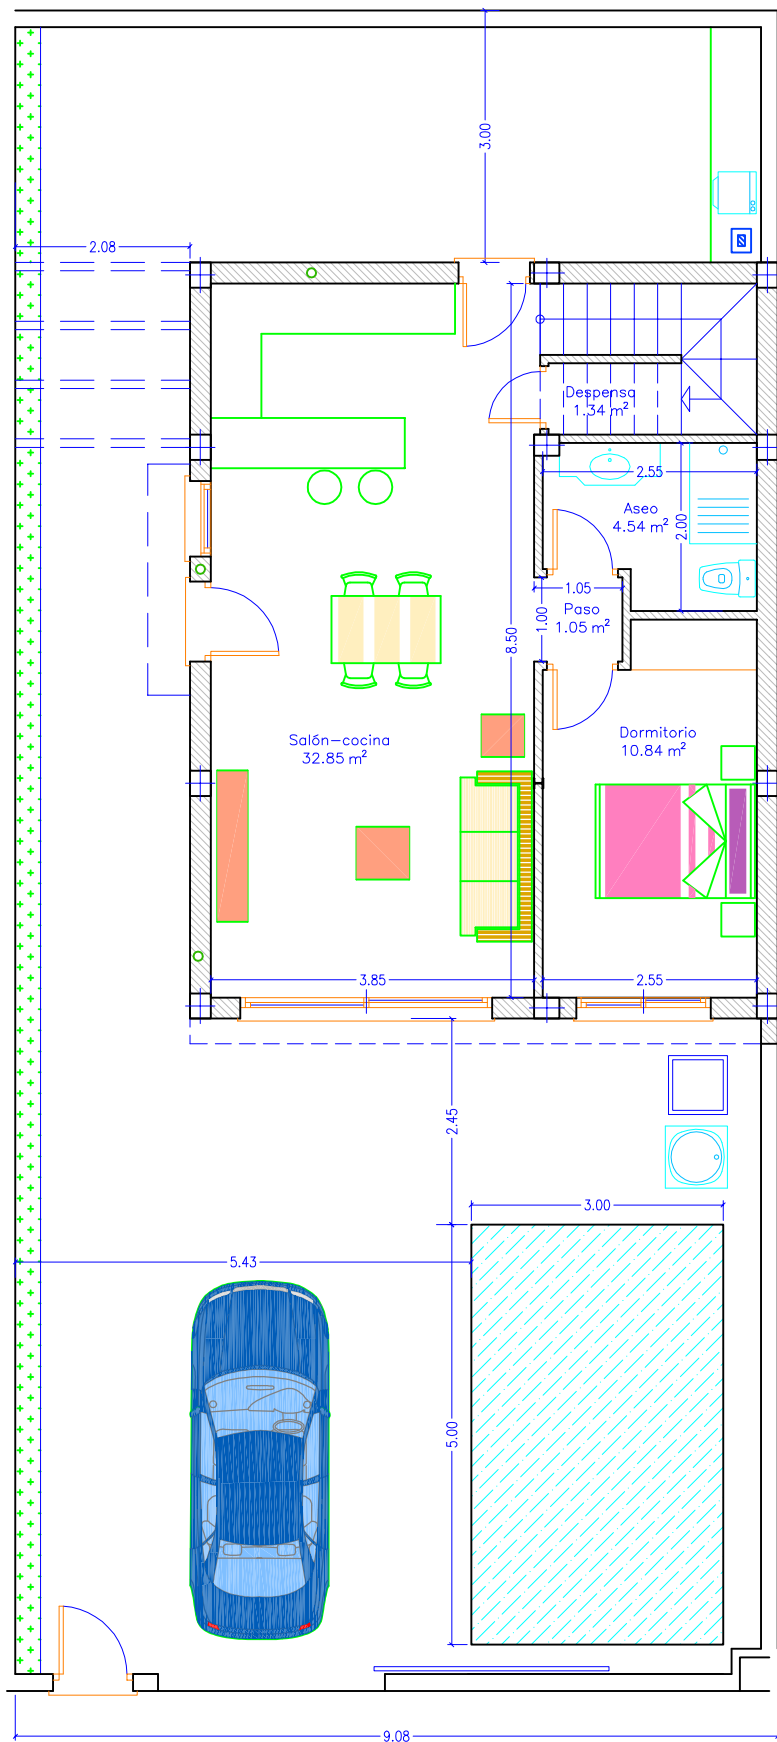 3.00
2.08
Despensa
1.34 m²
2.55
Aseo
4.54 m²
2.00
1.05
Paso
1.05 m²
1.00
8.50
Salón-cocina
32.85 m²
Dormitorio
10.84 m²
3.85
2.55
2.45
3.00
5.43
5.00
9.08